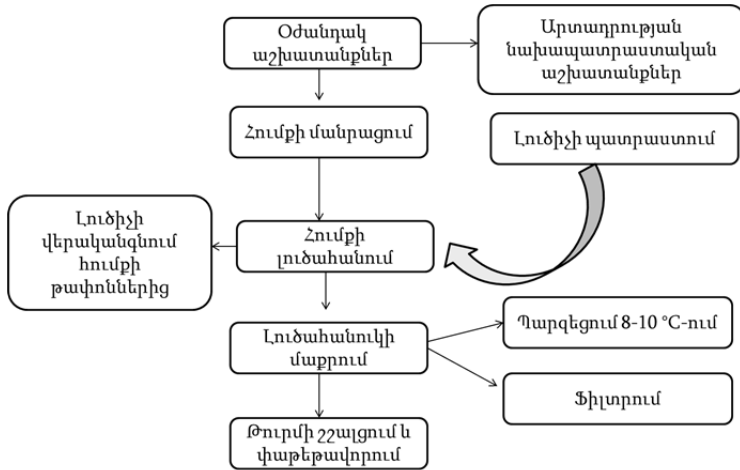 Օժանդակ
աշխատանքներ
Արտադրության
նախապատրաստական
աշխատանքներ
Հումքի մանրացում
Լուծիչի պատրաստում
Լուծիչի
վերականգնում
հումքի
թափոններից
Հումքի
լուծահանում
Լուծահանուկի
մաքրում
Պարզեցում 8-10 °C-ում
Ֆիլտրում
Թուրմի շշալցում և
փաթեթավորում